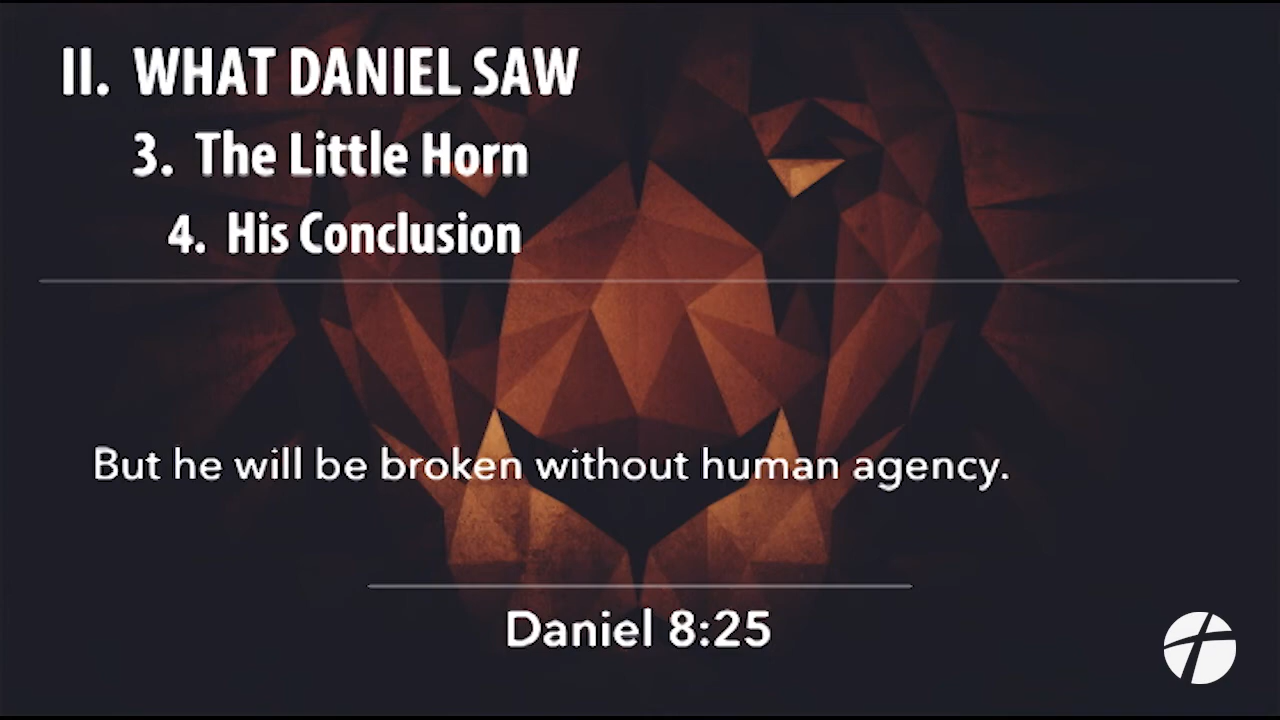 II. WHAT DANIEL SAW
3. The Little Horn
4. His Conclusion
But he will be broken without human agency.
Daniel 8:25